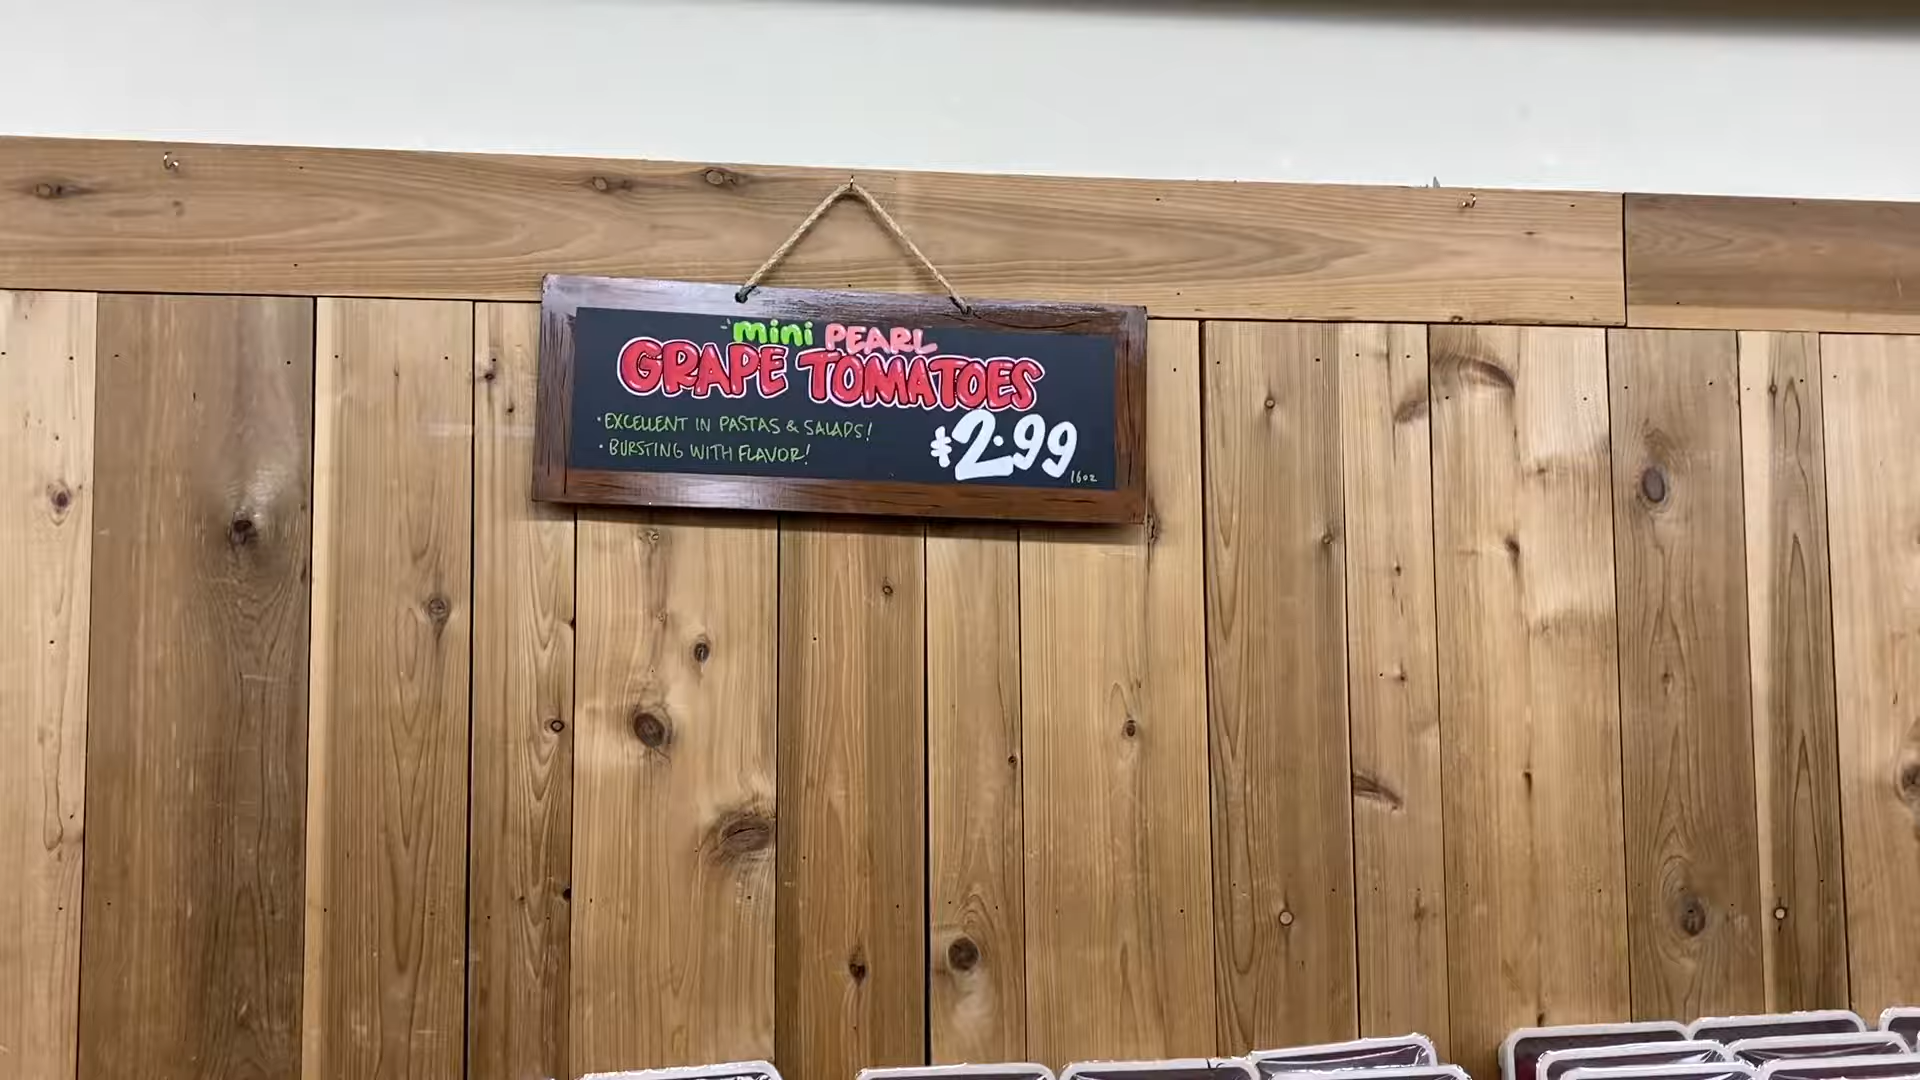 mini PEARL
GRAPE TOMATOES
• EXCELLENT IN PASTAS & SALADS!
• BURSTING WITH FLAVOR!
$2.99
16oz